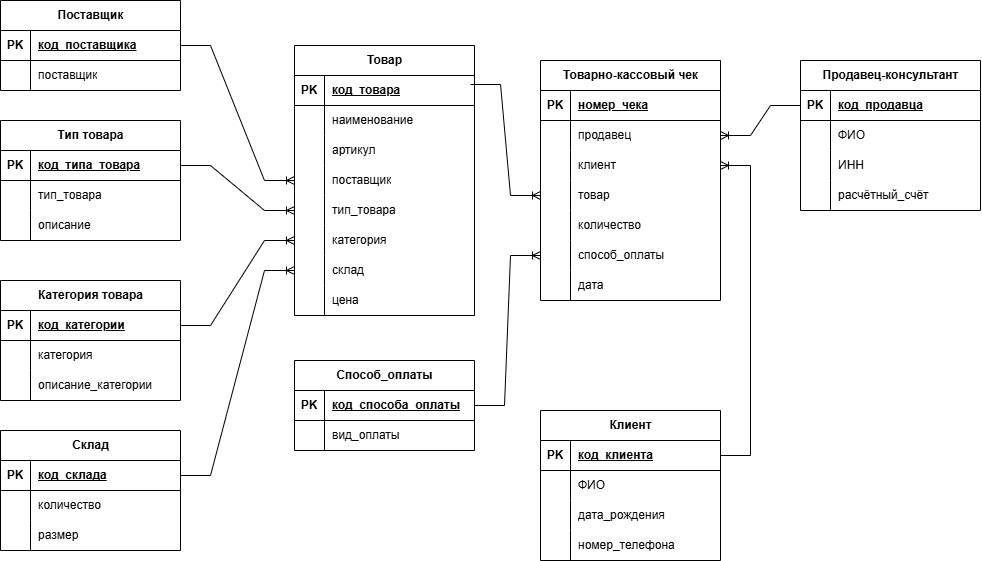 Поставщик
PK код_поставщика
поставщик
Тип товара
PK код_типа_товара
тип_товара
описание
Категория товара
PK код_категории
категория
описание_категории
Склад
PK код_склада
количество
размер
Товар
PK код_товара
наименование
артикул
поставщик
тип_товара
категория
склад
цена
Способ_оплаты
PK код_способа_оплаты
вид_оплаты
Товарно-кассовый чек
PK номер_чека
продавец
клиент
товар
количество
способ_оплаты
дата
Клиент
PK код_клиента
ФИО
дата_рождения
номер_телефона
Продавец-консультант
PK код_продавца
ФИО
ИНН
расчётный_счёт